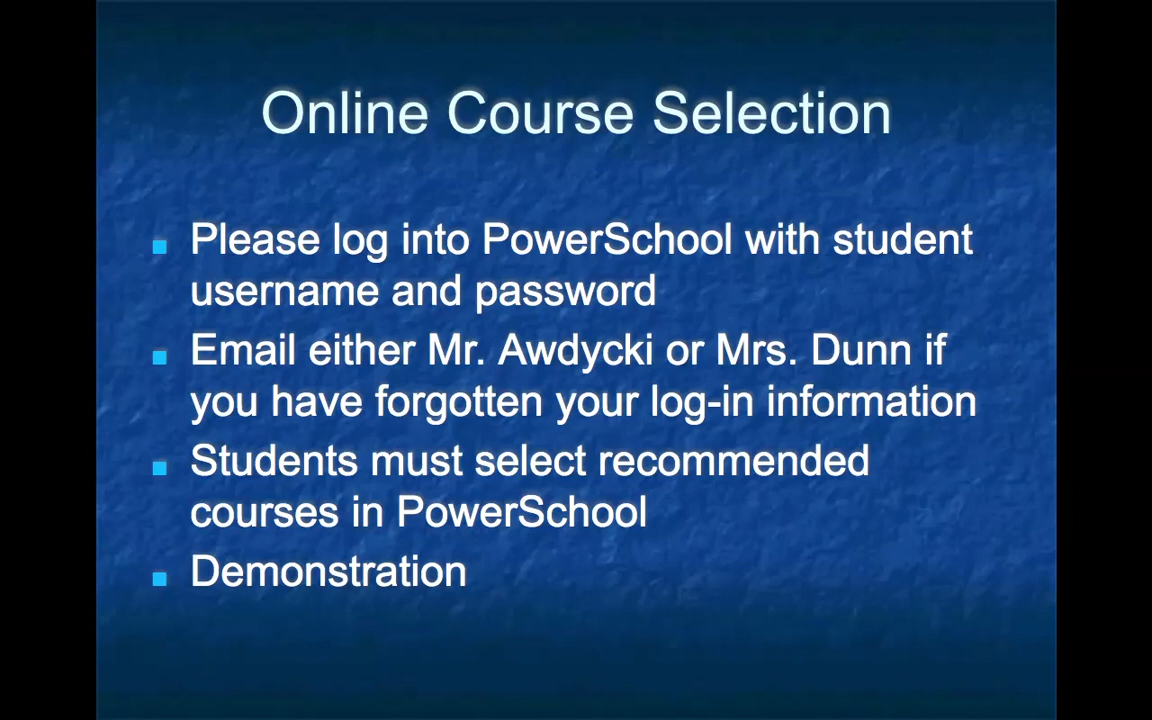 Online Course Selection
Please log into PowerSchool with student
username and password
Email either Mr. Awdycki or Mrs. Dunn if
you have forgotten your log-in information
Students must select recommended
courses in PowerSchool
Demonstration